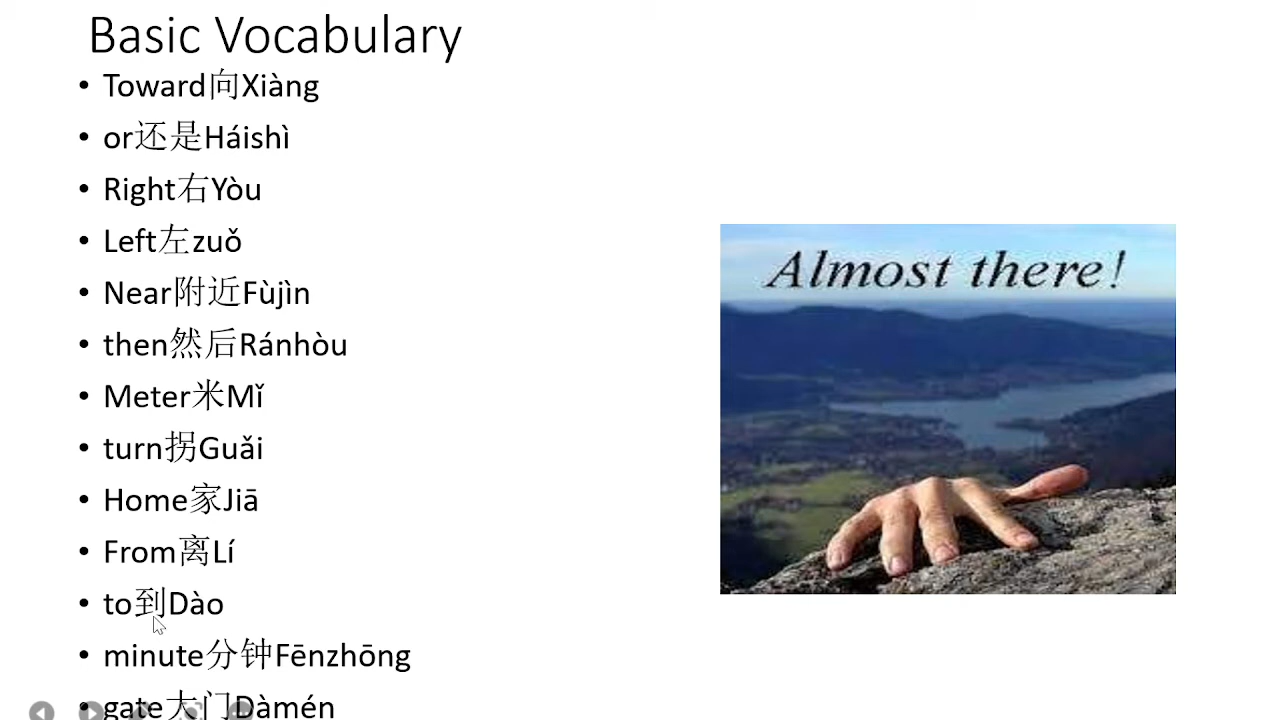 Basic Vocabulary
• Toward向Xiàng
• or还是Háishì
• Right右Yòu
• Left左zuǒ
• Near附近Fùjìn
• then然后Ránhòu
• Meter米Mǐ
• turn拐Guǎi
• Home家Jiā
• From离Lí
• to到Dào
• minute分钟Fēnzhōng
• gate大门Dàmén
Almost there!